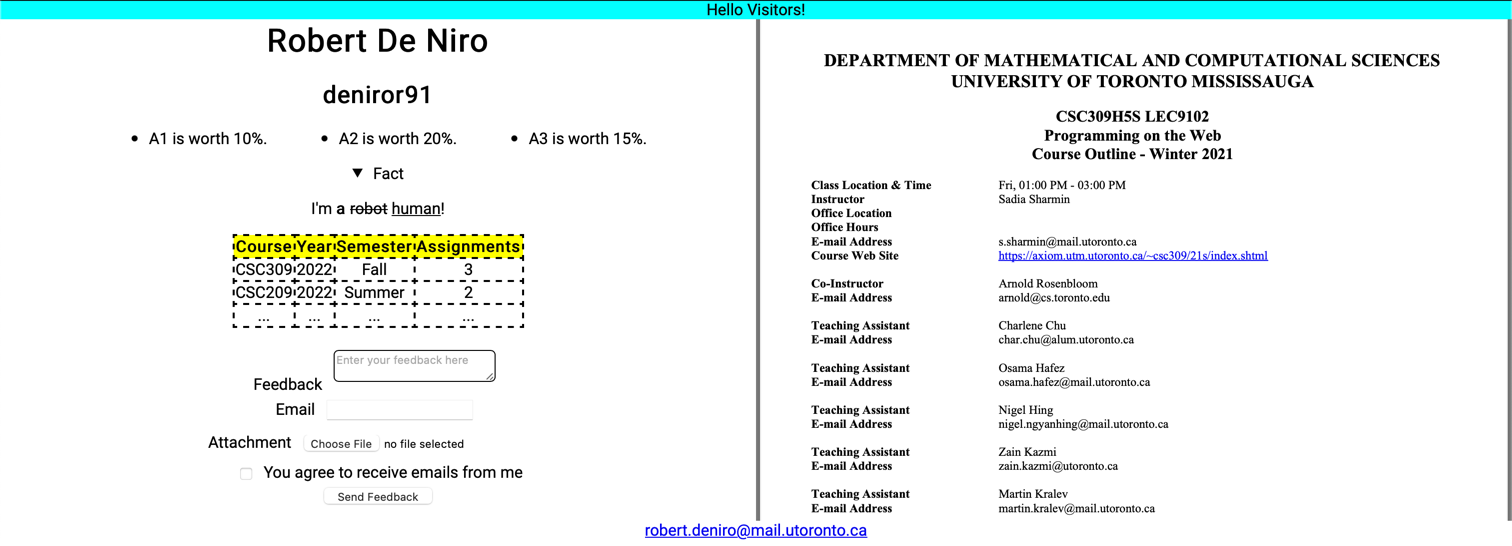 Hello Visitors!
Robert De Niro
deniror91
• A1 is worth 10%. • A2 is worth 20%. • A3 is worth 15%.
▼ Fact
I'm a robot human!
Course Year Semester Assignments
CSC309 2022 Fall 3
CSC209 2022 Summer 2
... ... ... ...
Enter your feedback here
Feedback
Email
Attachment Choose File no file selected
You agree to receive emails from me
Send Feedback
DEPARTMENT OF MATHEMATICAL AND COMPUTATIONAL SCIENCES
UNIVERSITY OF TORONTO MISSISSAUGA
CSC309H5S LEC9102
Programming on the Web
Course Outline - Winter 2021
Class Location & Time Fri, 01:00 PM - 03:00 PM
Instructor Sadia Sharmin
Office Location
Office Hours
E-mail Address s.sharmin@mail.utoronto.ca
Course Web Site https://axiom.utm.utoronto.ca/~csc309/21s/index.shtml
Co-Instructor Arnold Rosenbloom
E-mail Address arnold@cs.toronto.edu
Teaching Assistant Charlene Chu
E-mail Address char.chu@alum.utoronto.ca
Teaching Assistant Osama Hafez
E-mail Address osama.hafez@mail.utoronto.ca
Teaching Assistant Nigel Hing
E-mail Address nigel.ngyanhing@mail.utoronto.ca
Teaching Assistant Zain Kazmi
E-mail Address zain.kazmi@utoronto.ca
Teaching Assistant Martin Kralev
E-mail Address martin.kralev@mail.utoronto.ca
robert.deniro@mail.utoronto.ca